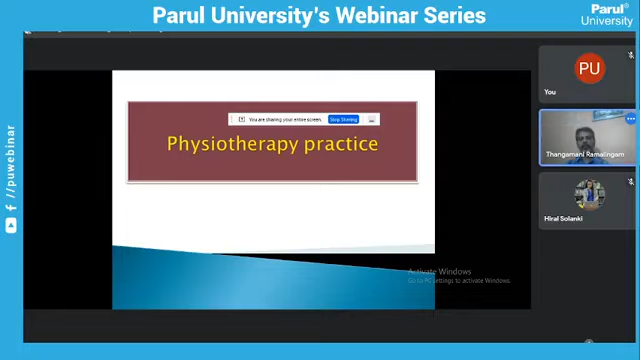 Parul University's Webinar Series
Parul®
University
/puwebinar
You are sharing your entire screen.
Stop Sharing
Physiotherapy practice
PU
You
Thangamani Ramalingam
Hiral Solanki
Activate Windows
Go to PC settings to activate Windows.